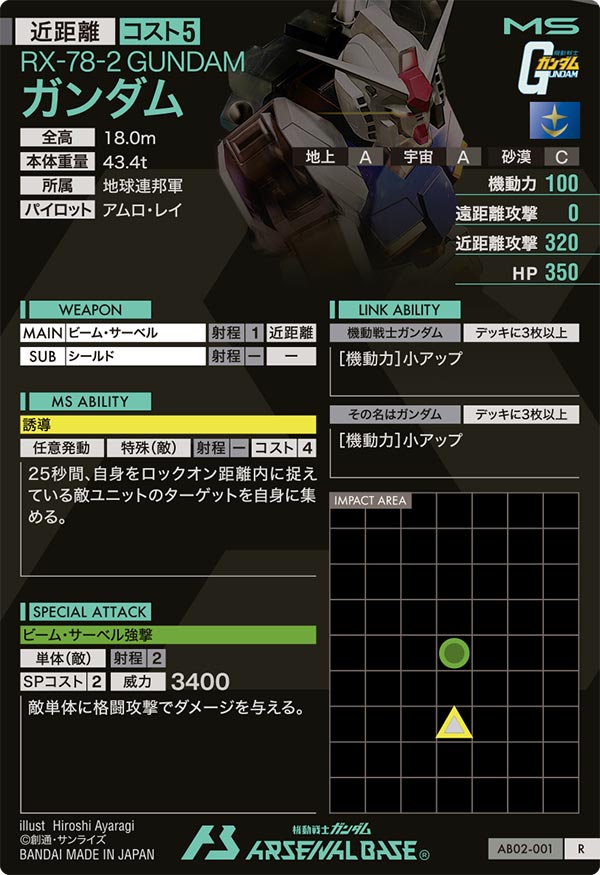 近距離 コスト5
MS
RX-78-2 GUNDAM
機動戦士
ガンダム
GUNDAM
ガンダム
全高 18.0m
本体重量 43.4t
所属 地球連邦軍
パイロット アムロ・レイ
地上 A 宇宙 A 砂漠 C
機動力 100
遠距離攻撃 0
近距離攻撃 320
HP 350
WEAPON
MAIN ビーム・サーベル 射程 1 近距離
SUB シールド 射程 ー ー
MS ABILITY
誘導
任意発動 特殊(敵) 射程 ー コスト 4
25秒間、自身をロックオン距離内に捉え
ている敵ユニットのターゲットを自身に集
める。
SPECIAL ATTACK
ビーム・サーベル強撃
単体(敵) 射程 2
SPコスト 2 威力 3400
敵単体に格闘攻撃でダメージを与える。
LINK ABILITY
機動戦士ガンダム デッキに3枚以上
[機動力]小アップ
その名はガンダム デッキに3枚以上
[機動力]小アップ
IMPACT AREA
illust Hiroshi Ayaragi
©創通・サンライズ
BANDAI MADE IN JAPAN
機動戦士ガンダム
AB ARSENAL BASE®
AB02-001 R